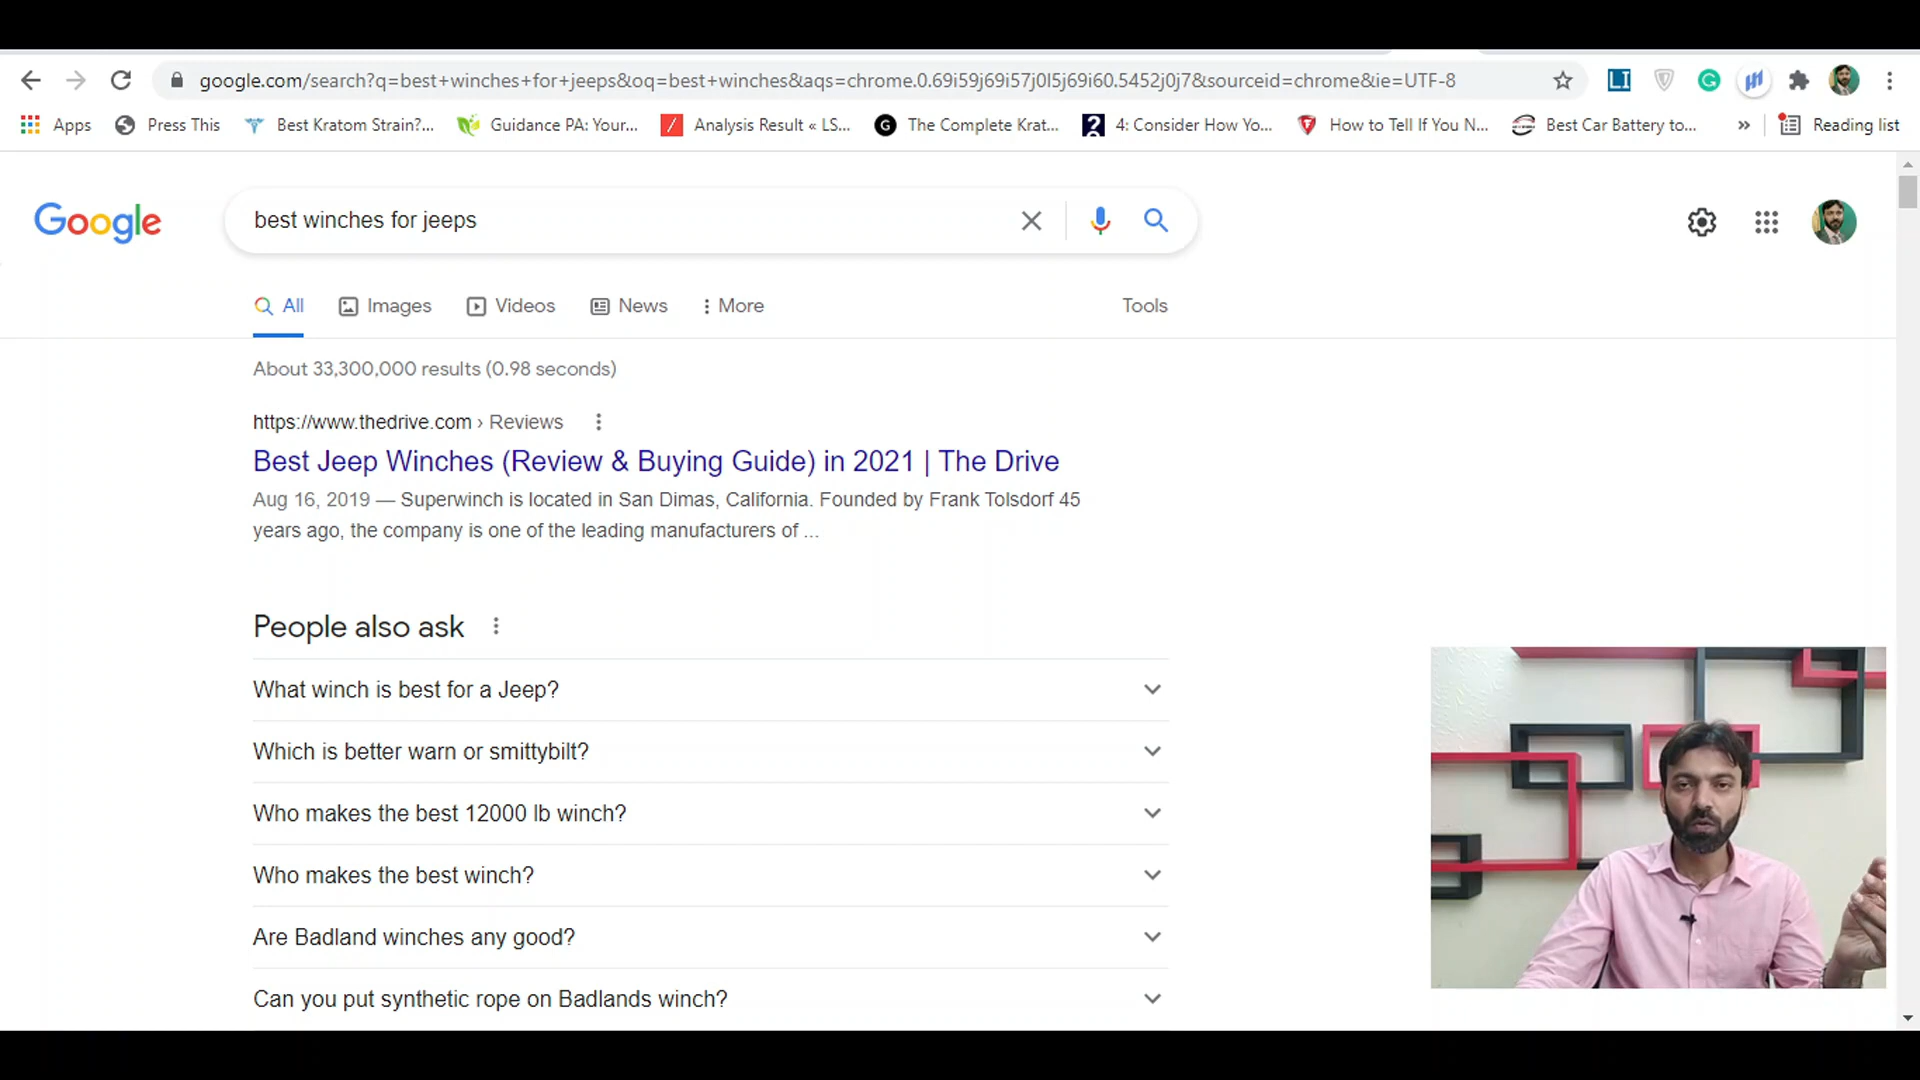 google.com/search?q=best+winches+for+jeeps&oq=best+winches&aqs=chrome.0.69i59j69i57j0l5j69i60.5452j0j7&sourceid=chrome&ie=UTF-8
Apps Press This Best Kratom Strain?... Guidance PA: Your... Analysis Result « LS... The Complete Krat... 4: Consider How Yo... How to Tell If You N... Best Car Battery to... » Reading list
Google best winches for jeeps
All Images Videos News More Tools
About 33,300,000 results (0.98 seconds)
https://www.thedrive.com › Reviews
Best Jeep Winches (Review & Buying Guide) in 2021 | The Drive
Aug 16, 2019 — Superwinch is located in San Dimas, California. Founded by Frank Tolsdorf 45
years ago, the company is one of the leading manufacturers of ...
People also ask
What winch is best for a Jeep?
Which is better warn or smittybilt?
Who makes the best 12000 lb winch?
Who makes the best winch?
Are Badland winches any good?
Can you put synthetic rope on Badlands winch?